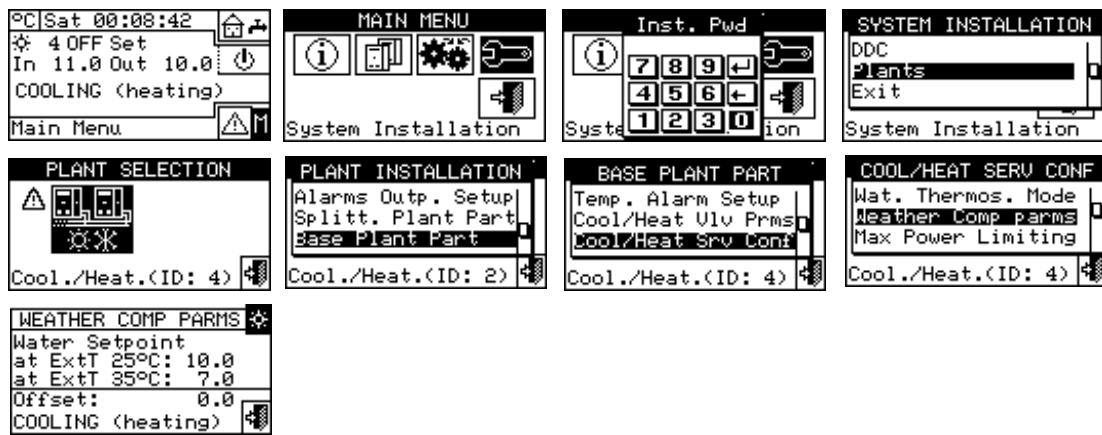 ºC Sat 00:08:42
4 OFF Set
In 11.0 Out 10.0
COOLING (heating)
Main Menu M
MAIN MENU
i
System Installation
Inst. Pwd
i
7 8 9 ↵
4 5 6 ←
1 2 3 0
Syste ion
SYSTEM INSTALLATION
DDC
Plants
Exit
System Installation
PLANT SELECTION
Cool./Heat.(ID: 4)
PLANT INSTALLATION
Alarms Outp. Setup
Splitt. Plant Part
Base Plant Part
Cool./Heat.(ID: 2)
BASE PLANT PART
Temp. Alarm Setup
Cool/Heat Vlv Prms
Cool/Heat Srv Conf
Cool./Heat.(ID: 4)
COOL/HEAT SERV CONF
Wat. Thermos. Mode
Weather Comp parms
Max Power Limiting
Cool./Heat.(ID: 4)
WEATHER COMP PARMS
Water Setpoint
at ExtT 25ºC: 10.0
at ExtT 35ºC: 7.0
Offset: 0.0
COOLING (heating)